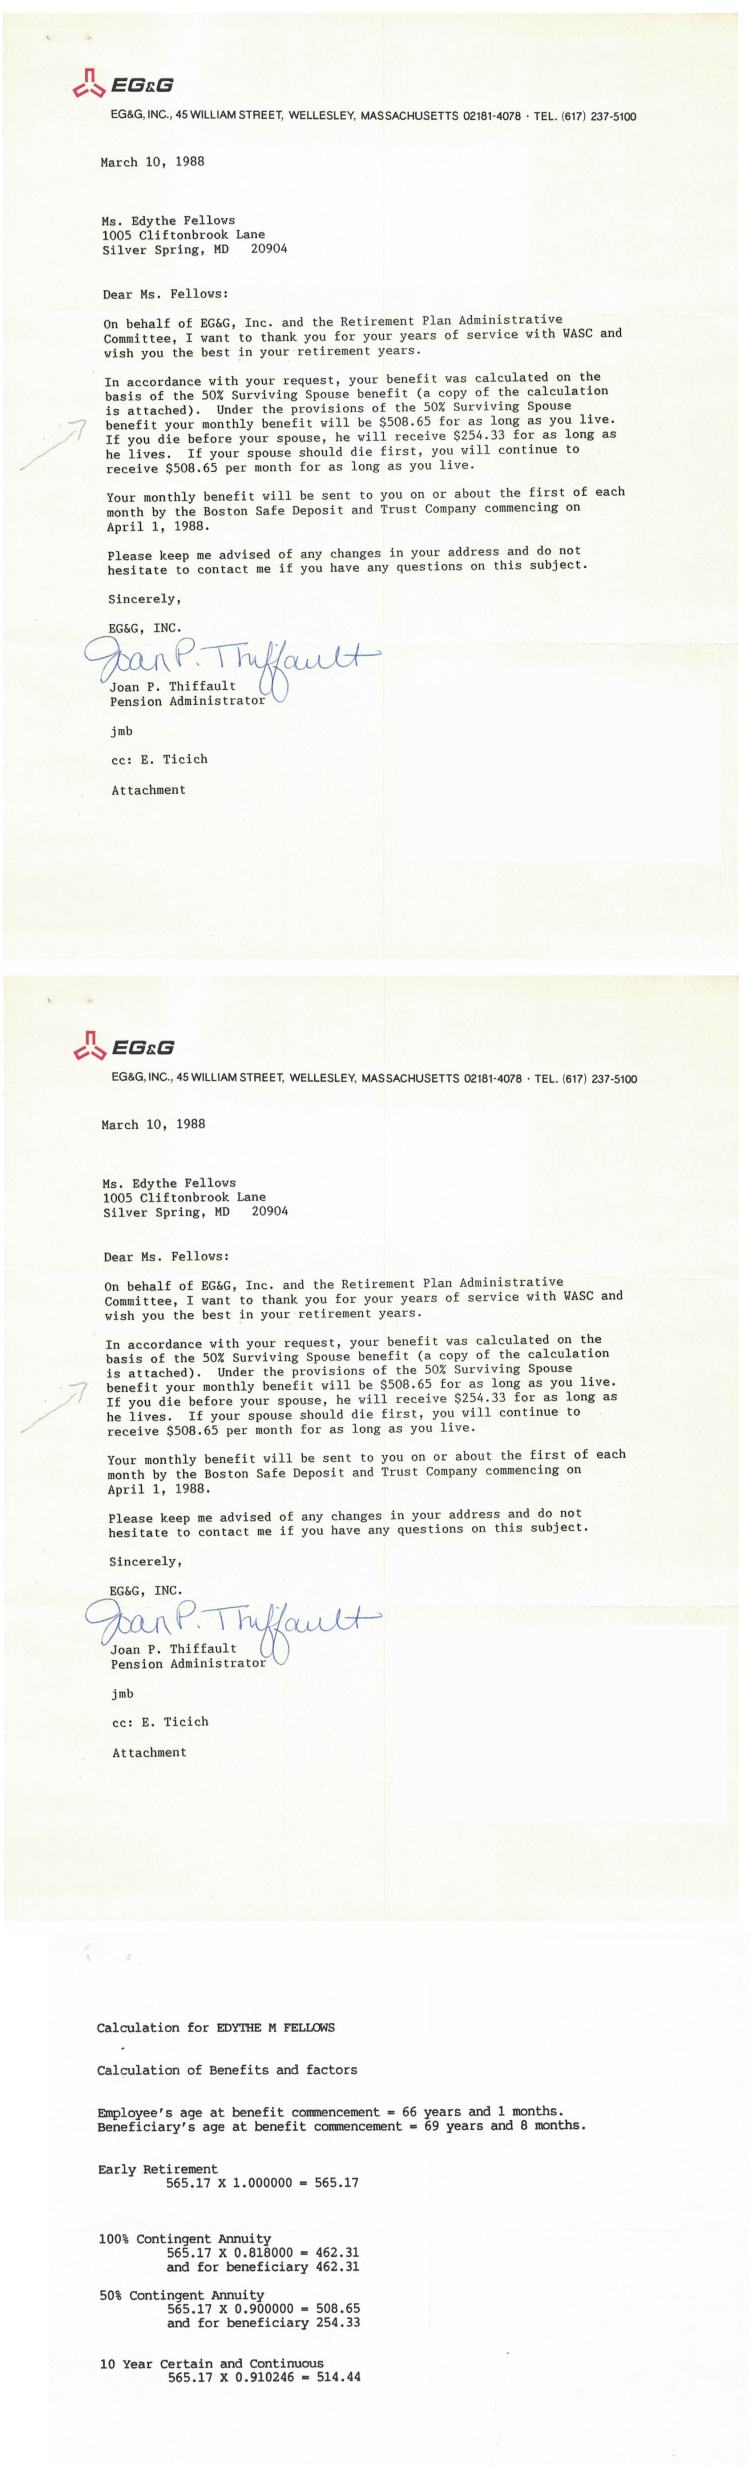 EG&G
EG&G, INC., 45 WILLIAM STREET, WELLESLEY, MASSACHUSETTS 02181-4078 · TEL. (617) 237-5100
March 10, 1988
Ms. Edythe Fellows
1005 Cliftonbrook Lane
Silver Spring, MD 20904
Dear Ms. Fellows:
On behalf of EG&G, Inc. and the Retirement Plan Administrative
Committee, I want to thank you for your years of service with WASC and
wish you the best in your retirement years.
In accordance with your request, your benefit was calculated on the
basis of the 50% Surviving Spouse benefit (a copy of the calculation
is attached). Under the provisions of the 50% Surviving Spouse
benefit your monthly benefit will be $508.65 for as long as you live.
If you die before your spouse, he will receive $254.33 for as long as
he lives. If your spouse should die first, you will continue to
receive $508.65 per month for as long as you live.
Your monthly benefit will be sent to you on or about the first of each
month by the Boston Safe Deposit and Trust Company commencing on
April 1, 1988.
Please keep me advised of any changes in your address and do not
hesitate to contact me if you have any questions on this subject.
Sincerely,
EG&G, INC.
Joan P. Thiffault
Joan P. Thiffault
Pension Administrator
jmb
cc: E. Ticich
Attachment
EG&G
EG&G, INC., 45 WILLIAM STREET, WELLESLEY, MASSACHUSETTS 02181-4078 · TEL. (617) 237-5100
March 10, 1988
Ms. Edythe Fellows
1005 Cliftonbrook Lane
Silver Spring, MD 20904
Dear Ms. Fellows:
On behalf of EG&G, Inc. and the Retirement Plan Administrative
Committee, I want to thank you for your years of service with WASC and
wish you the best in your retirement years.
In accordance with your request, your benefit was calculated on the
basis of the 50% Surviving Spouse benefit (a copy of the calculation
is attached). Under the provisions of the 50% Surviving Spouse
benefit your monthly benefit will be $508.65 for as long as you live.
If you die before your spouse, he will receive $254.33 for as long as
he lives. If your spouse should die first, you will continue to
receive $508.65 per month for as long as you live.
Your monthly benefit will be sent to you on or about the first of each
month by the Boston Safe Deposit and Trust Company commencing on
April 1, 1988.
Please keep me advised of any changes in your address and do not
hesitate to contact me if you have any questions on this subject.
Sincerely,
EG&G, INC.
Joan P. Thiffault
Joan P. Thiffault
Pension Administrator
jmb
cc: E. Ticich
Attachment
Calculation for EDYTHE M FELLOWS
Calculation of Benefits and factors
Employee's age at benefit commencement = 66 years and 1 months.
Beneficiary's age at benefit commencement = 69 years and 8 months.
Early Retirement
565.17 X 1.000000 = 565.17
100% Contingent Annuity
565.17 X 0.818000 = 462.31
and for beneficiary 462.31
50% Contingent Annuity
565.17 X 0.900000 = 508.65
and for beneficiary 254.33
10 Year Certain and Continuous
565.17 X 0.910246 = 514.44